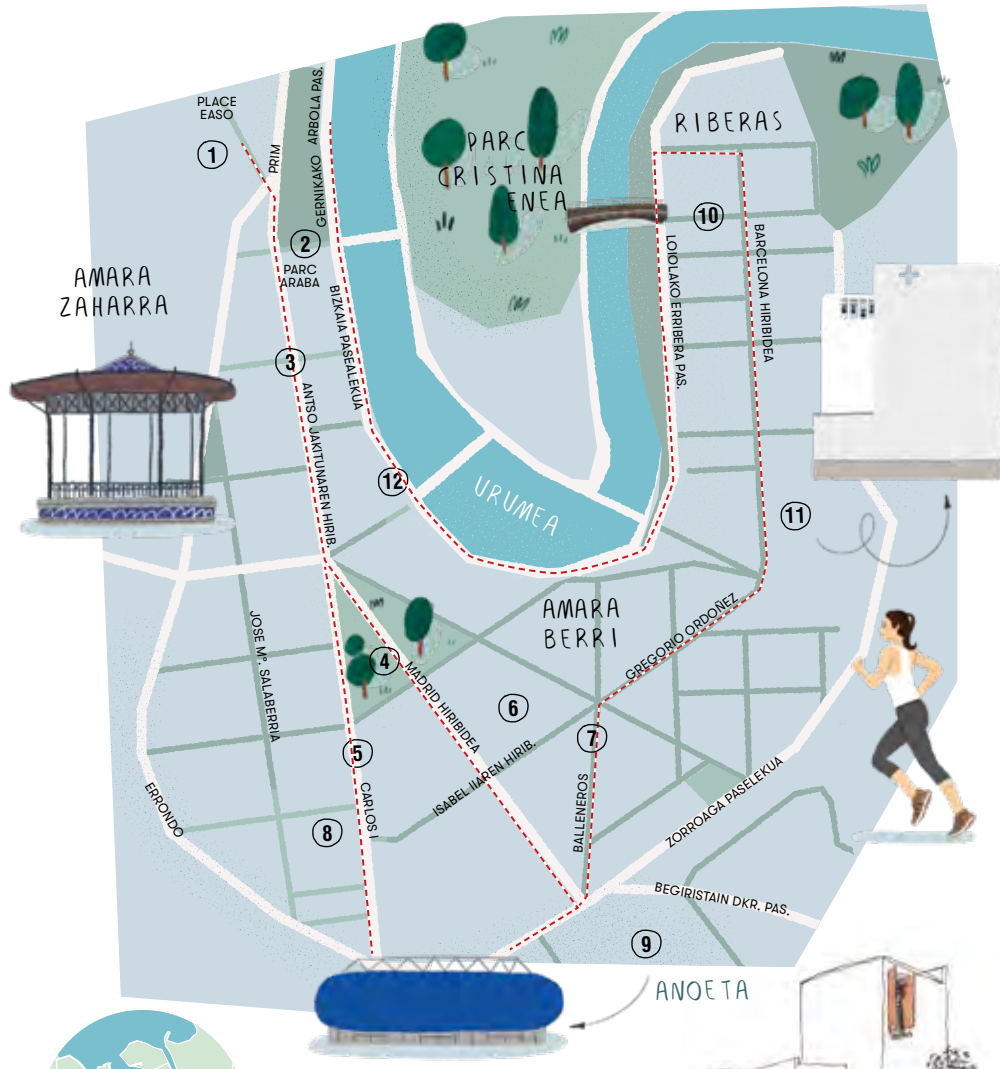 PLACE
EASO
1
PRIM
GERNIKAKO ARBOLA PAS.
PARC
CRISTINA
ENEA
RIBERAS
10
2
PARC
ARABA
AMARA
ZAHARRA
BIZKAIA PASEALEKUA
LOIOLAKO ERRIBERA PAS.
BARCELONA HIRIBIDEA
3
ANTSO JAKITUNAREN HIRIB.
12
URUMEA
11
AMARA
BERRI
GREGORIO ORDOÑEZ
JOSE Mº. SALABERRIA
4
MADRID HIRIBIDEA
6
7
5
CARLOS I
ISABEL IIAREN HIRIB.
BALLENEROS
ERRONDO
8
ZORROAGA PASELEKUA
BEGIRISTAIN DKR. PAS.
9
ANOETA